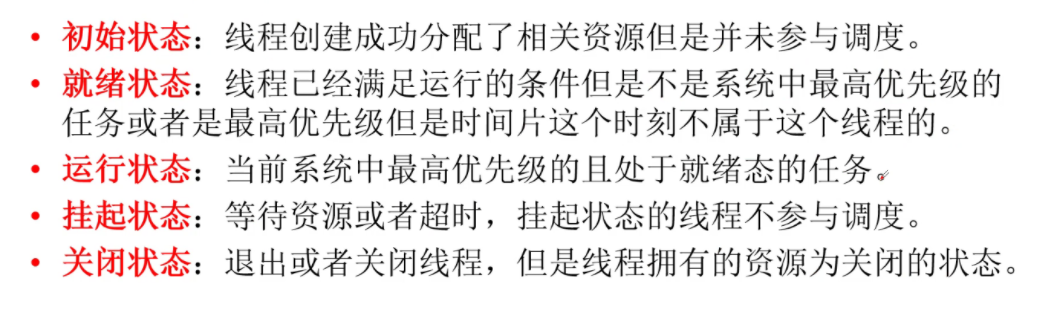 • 初始状态：线程创建成功分配了相关资源但是并未参与调度。
• 就绪状态：线程已经满足运行的条件但是不是系统中最高优先级的
任务或者是最高优先级但是时间片这个时刻不属于这个线程的。
• 运行状态：当前系统中最高优先级的且处于就绪态的任务。
• 挂起状态：等待资源或者超时，挂起状态的线程不参与调度。
• 关闭状态：退出或者关闭线程，但是线程拥有的资源为关闭的状态。